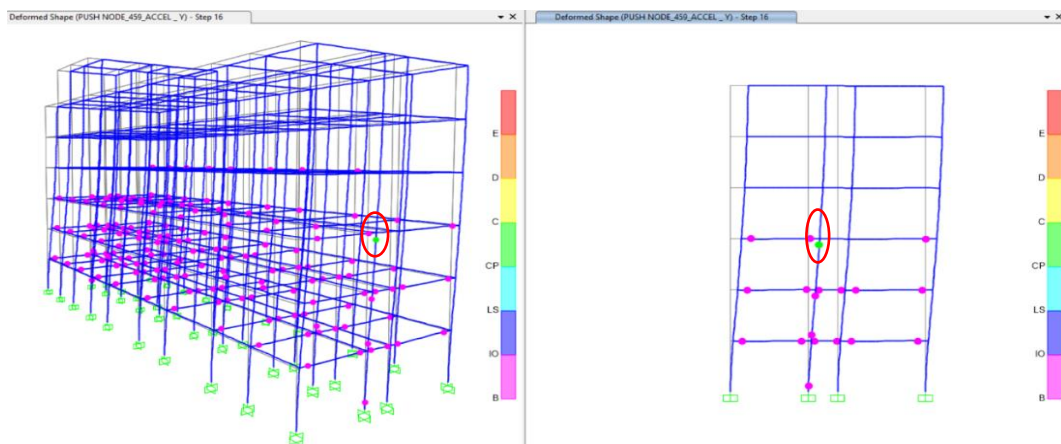 Deformed Shape (PUSH NODE_459_ACCEL _ Y) - Step 16
E
D
C
CP
LS
IO
B
Deformed Shape (PUSH NODE_459_ACCEL _ Y) - Step 16
E
D
C
CP
LS
IO
B